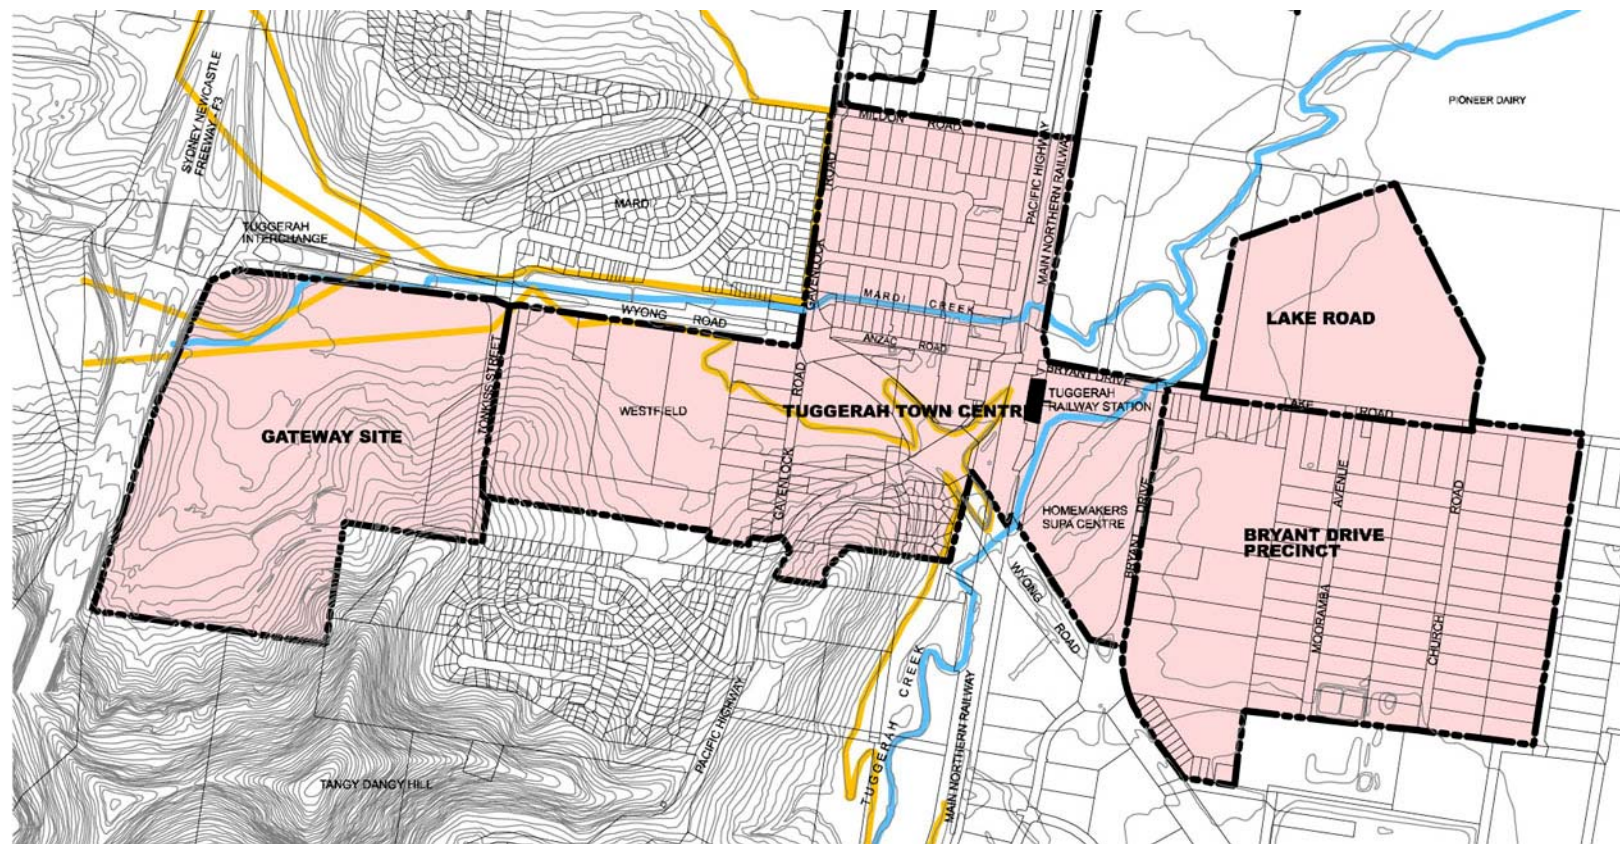 SYDNEY NEWCASTLE
FREEWAY - F3
PIONEER DAIRY
MILDON ROAD
PACIFIC HIGHWAY
MAIN NORTHERN RAILWAY
MARDI
TUGGERAH
INTERCHANGE
GAVENLOCK ROAD
MARDI CREEK
WYONG ROAD
LAKE ROAD
ANZAC ROAD
BRYANT DRIVE
TONKISS STREET
TUGGERAH
RAILWAY STATION
WESTFIELD
TUGGERAH TOWN CENTRE
LAKE ROAD
GATEWAY SITE
GAVENLOCK ROAD
HOMEMAKERS
SUPA CENTRE
BRYANT DRIVE
MOORAMBA AVENUE
CHURCH ROAD
BRYANT DRIVE
PRECINCT
WYONG ROAD
TUGGERAH CREEK
PACIFIC HIGHWAY
MAIN NORTHERN RAILWAY
TANGY DANGY HILL